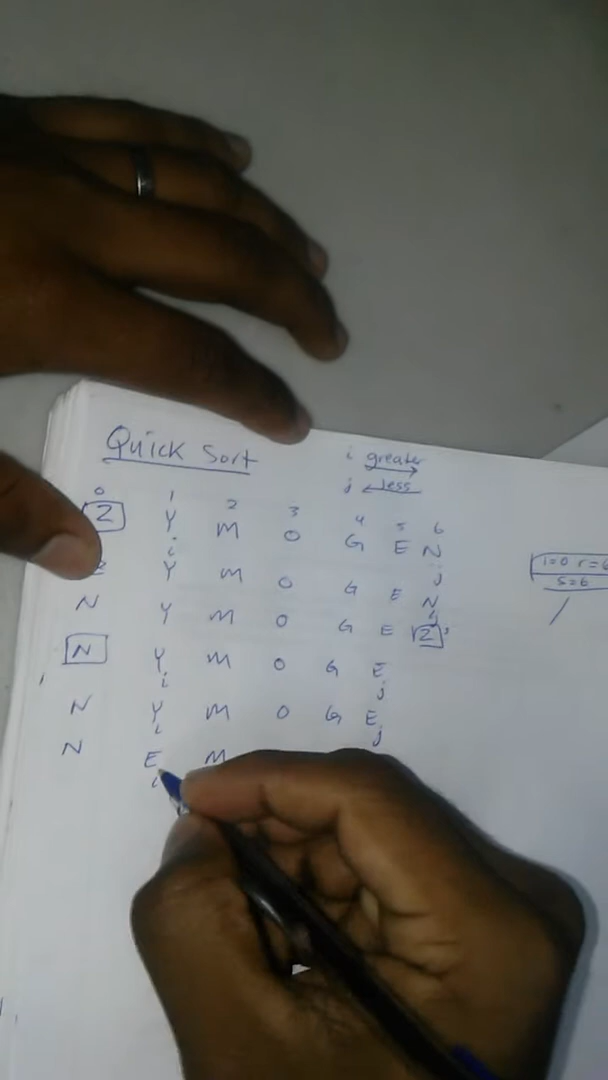 Quick Sort
i greater
j less
0 1 2 3 4 5 6
Z Y M O G E N
i j
Y M O G E N
i
N Y M O G E Z
N Y M O G E
i j
N Y M O G E
i j
N E M
i
l=0 r=6
s=6